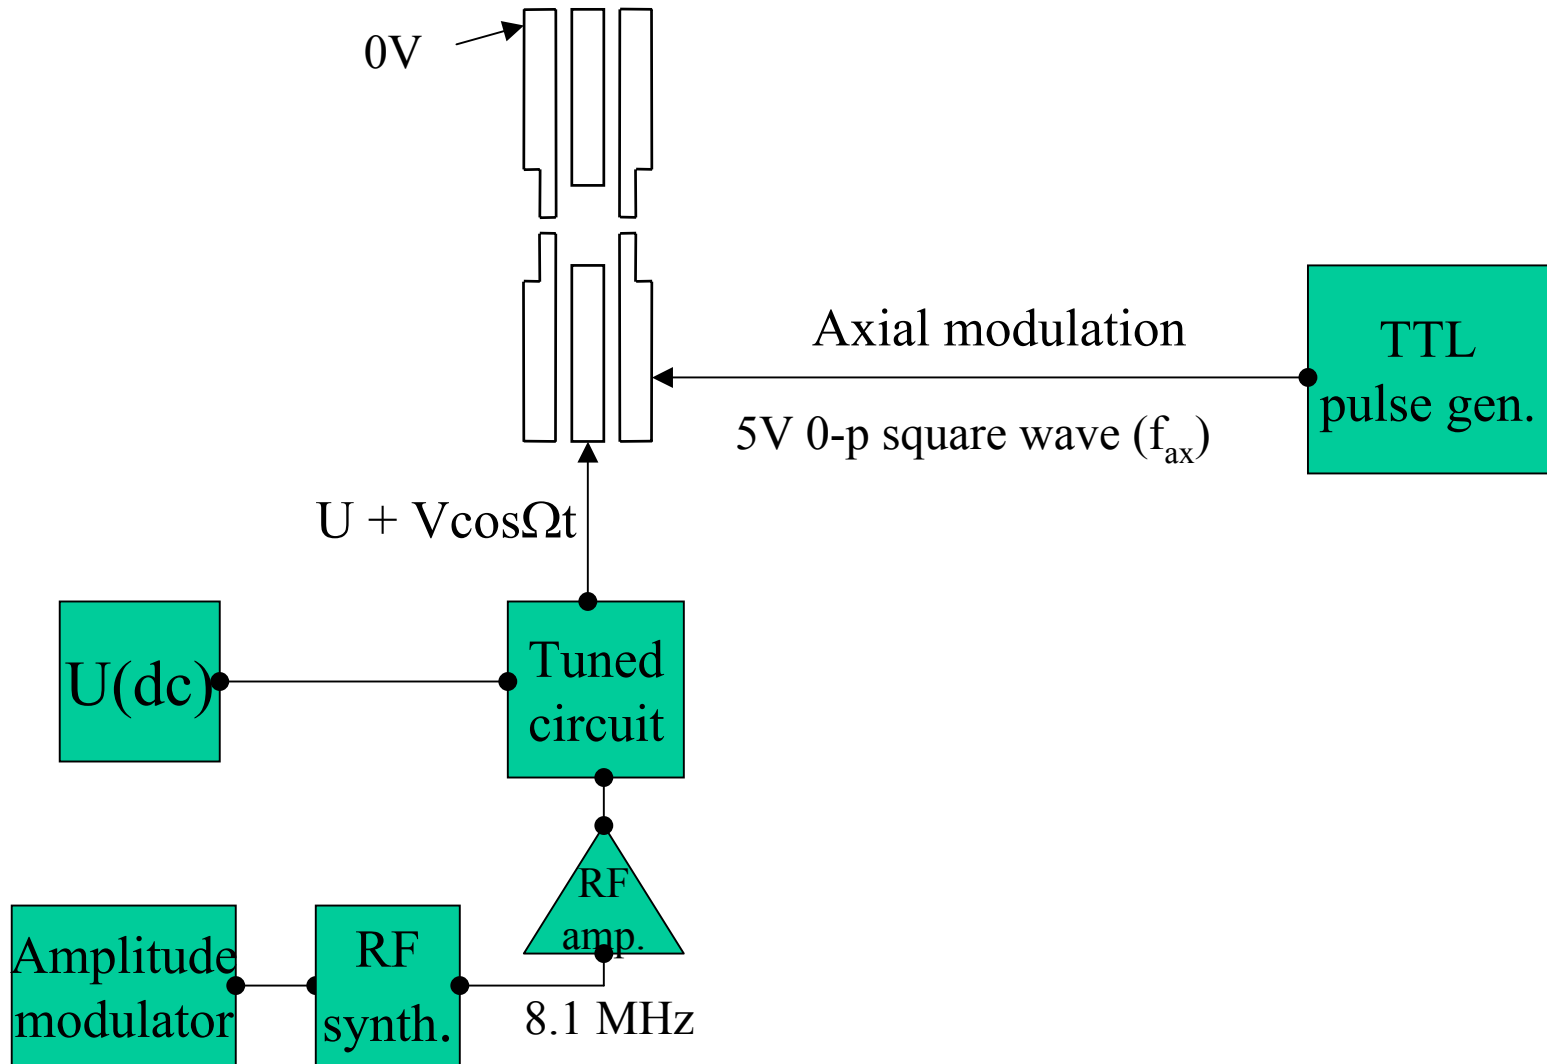 0V
Axial modulation
5V 0-p square wave (fax)
TTL
pulse gen.
U + VcosΩt
U(dc)
Tuned
circuit
RF
amp.
Amplitude
modulator
RF
synth.
8.1 MHz